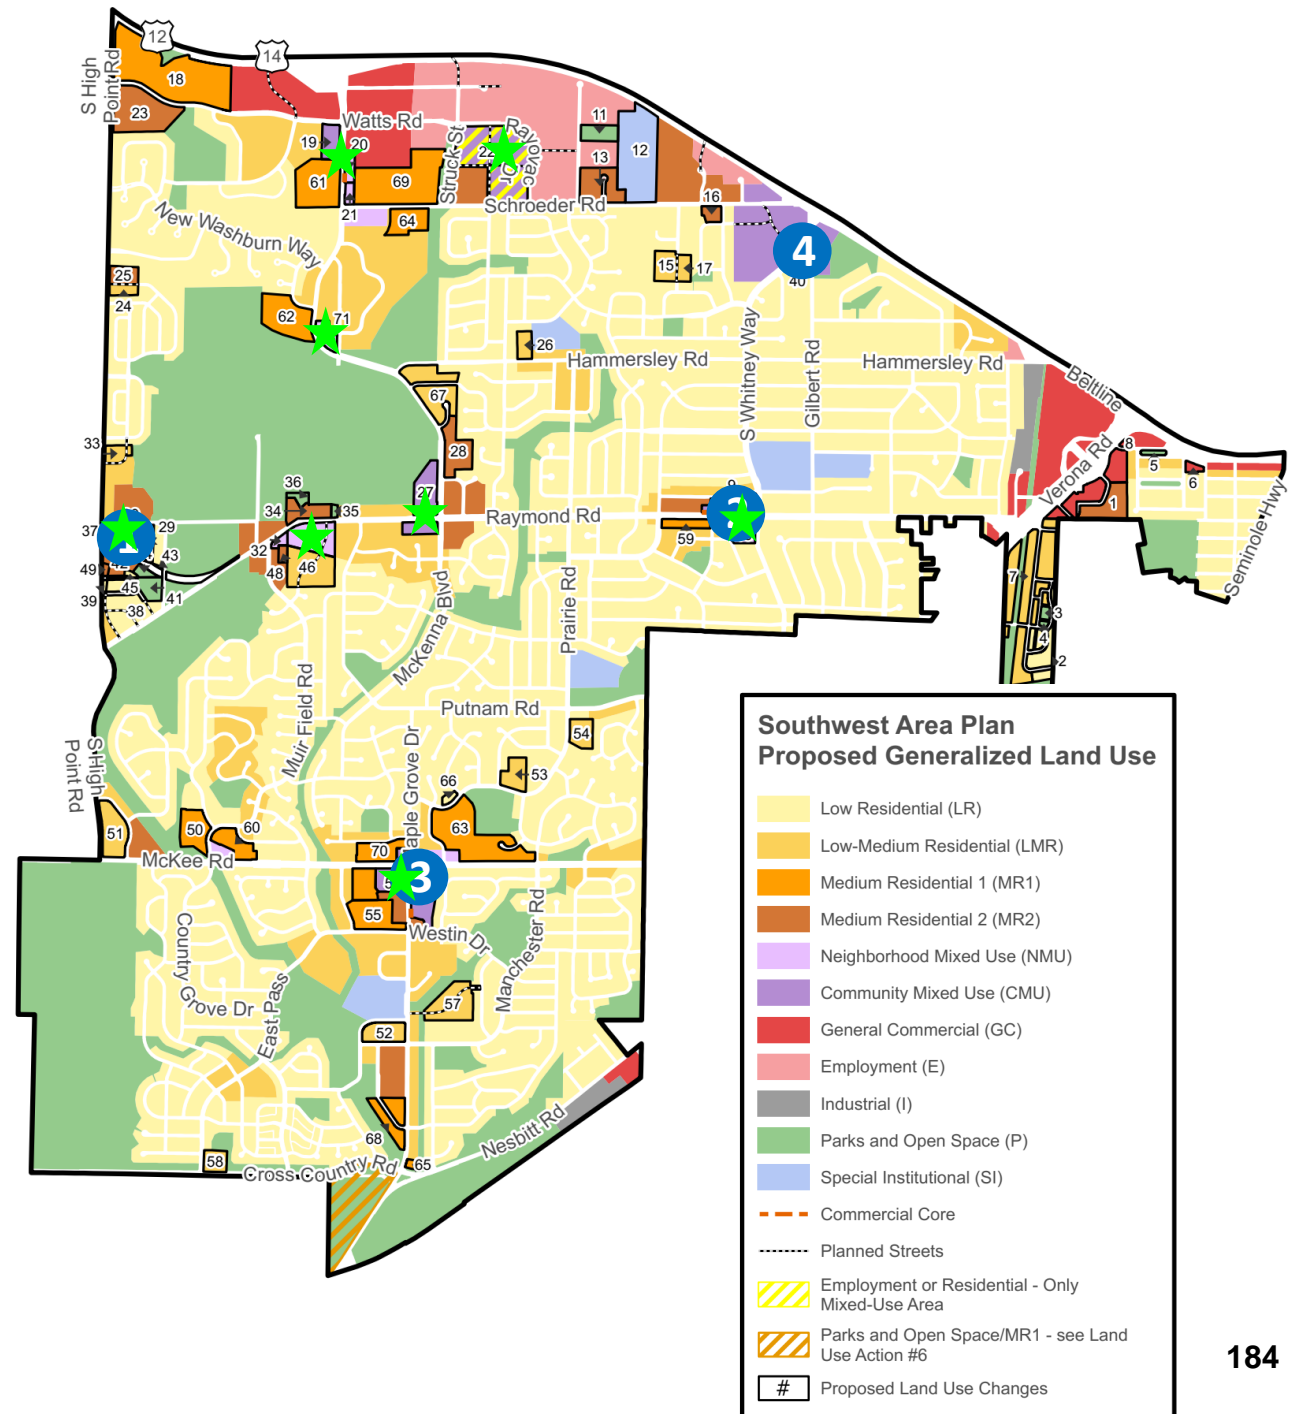 12
14
S High
Point Rd
18
23
Watts Rd
19
20
Struck St
22
Rayovac
Dr
11
12
13
61
69
21
64
Schroeder Rd
16
New Washburn Way
15
17
4
40
25
24
62
71
26
Hammersley Rd
S Whitney Way
Gilbert Rd
Hammersley Rd
Beltline
67
28
33
36
34
35
27
Raymond Rd
9
59
Verona Rd
8
5
6
1
Seminole Hwy
37
29
43
32
46
48
49
45
41
39
38
7
3
4
2
McKenna Blvd
Prairie Rd
Muir Field Rd
Putnam Rd
54
53
S High
Point Rd
Maple Grove Dr
66
63
51
50
60
70
McKee Rd
3
55
Westin Dr
Manchester Rd
Country Grove Dr
East Pass
57
52
68
65
Nesbitt Rd
58
Cross Country Rd
Southwest Area Plan
Proposed Generalized Land Use
Low Residential (LR)
Low-Medium Residential (LMR)
Medium Residential 1 (MR1)
Medium Residential 2 (MR2)
Neighborhood Mixed Use (NMU)
Community Mixed Use (CMU)
General Commercial (GC)
Employment (E)
Industrial (I)
Parks and Open Space (P)
Special Institutional (SI)
Commercial Core
Planned Streets
Employment or Residential - Only
Mixed-Use Area
Parks and Open Space/MR1 - see Land
Use Action #6
# Proposed Land Use Changes
184